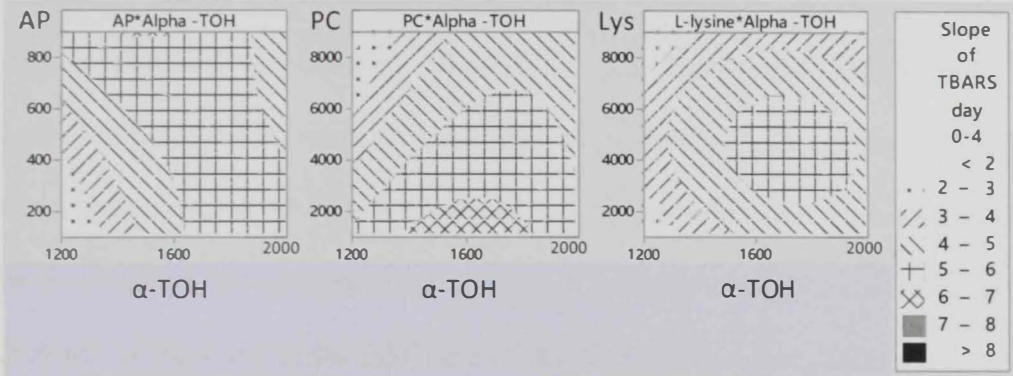 AP
AP*Alpha -TOH
800
600
400
200
1200 1600 2000
α-TOH
PC
PC*Alpha -TOH
8000
6000
4000
2000
1200 1600 2000
α-TOH
Lys
L-lysine*Alpha -TOH
8000
6000
4000
2000
1200 1600 2000
α-TOH
Slope
of
TBARS
day
0-4
< 2
2 – 3
3 – 4
4 – 5
5 – 6
6 – 7
7 – 8
> 8